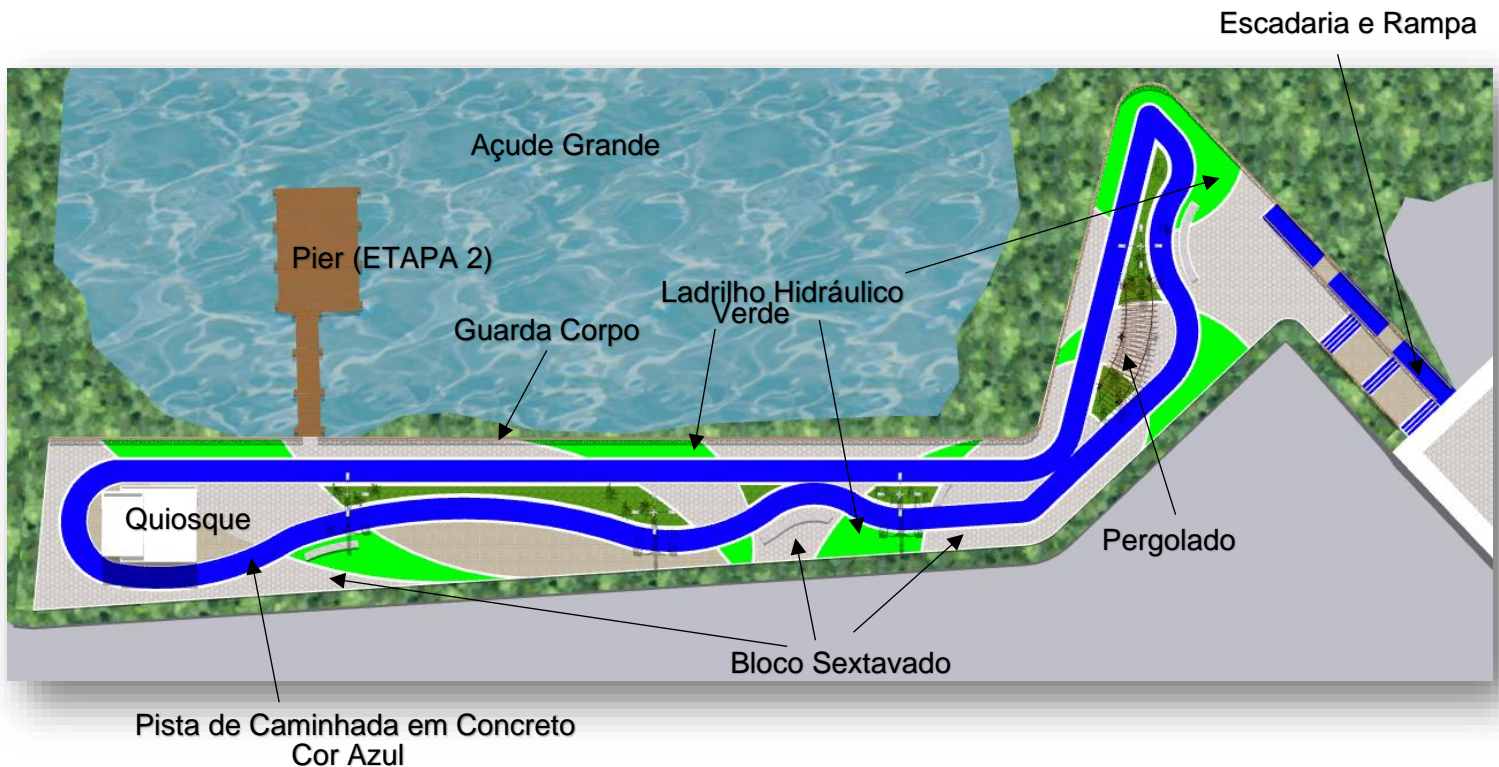 Escadaria e Rampa
Açude Grande
Pier (ETAPA 2)
Ladrilho Hidráulico
Verde
Guarda Corpo
Quiosque
Pergolado
Bloco Sextavado
Pista de Caminhada em Concreto
Cor Azul